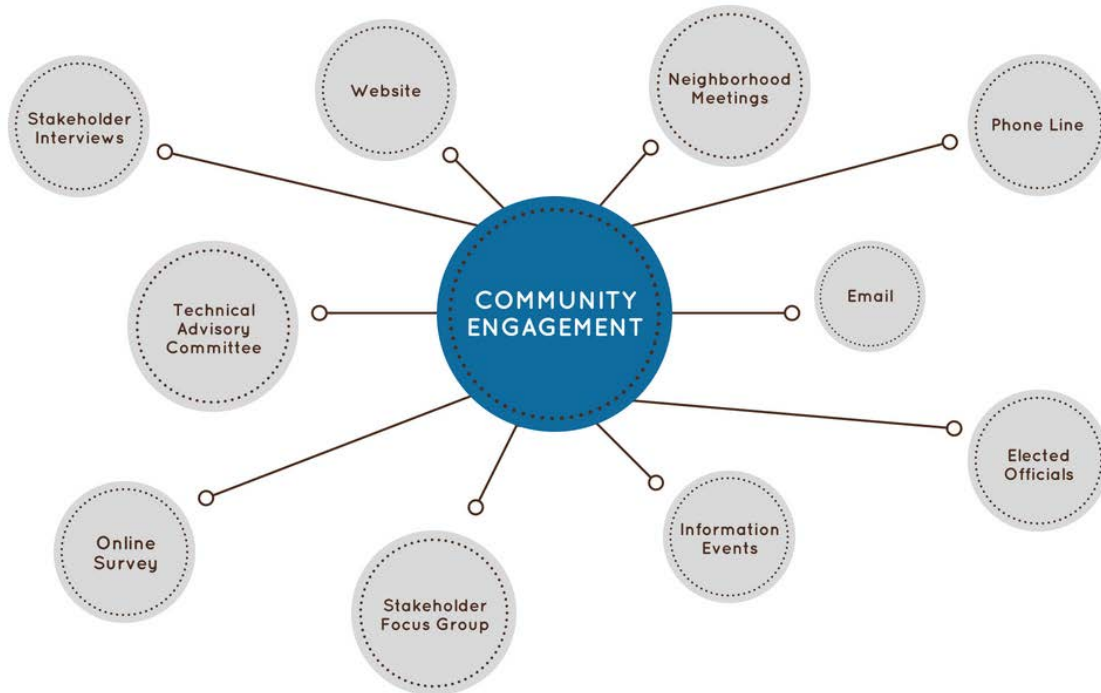 Stakeholder
Interviews
Website
Neighborhood
Meetings
Phone Line
Technical
Advisory
Committee
COMMUNITY
ENGAGEMENT
Email
Online
Survey
Stakeholder
Focus Group
Information
Events
Elected
Officials